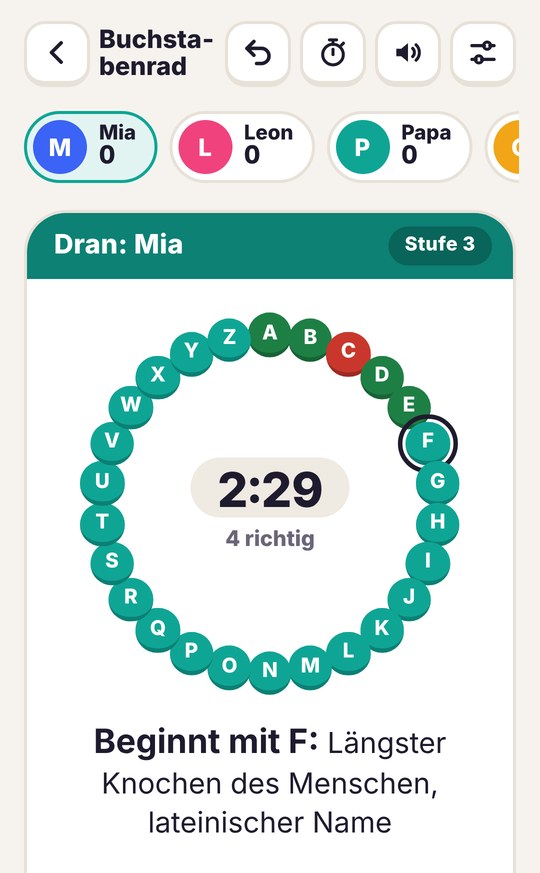 Buchsta-
benrad
M Mia 0
L Leon 0
P Papa 0
Dran: Mia
Stufe 3
A
B
C
D
E
F
G
H
I
J
K
L
M
N
O
P
Q
R
S
T
U
V
W
X
Y
Z
2:29
4 richtig
Beginnt mit F: Längster
Knochen des Menschen,
lateinischer Name